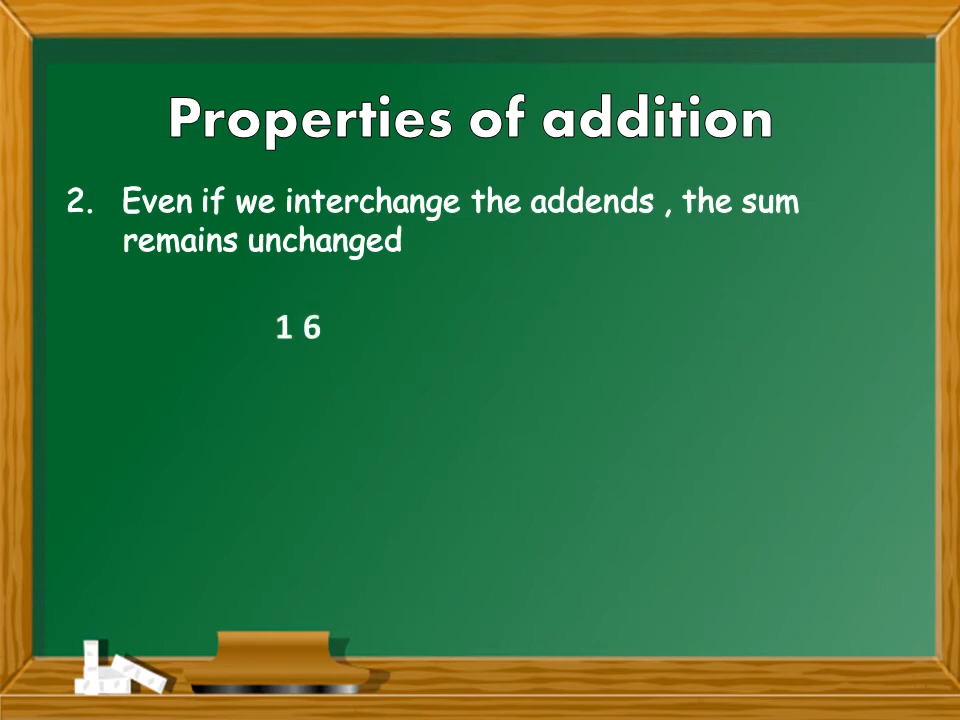 Properties of addition
2. Even if we interchange the addends , the sum
remains unchanged
1 6